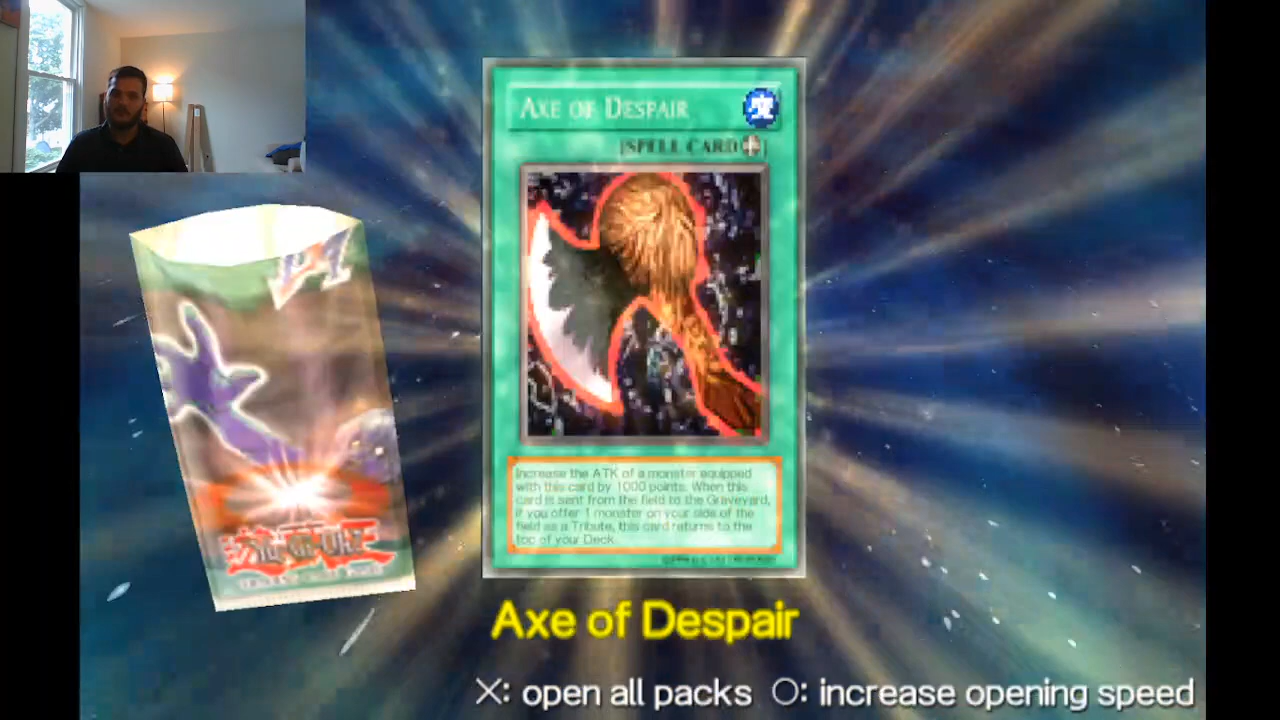 AXE OF DESPAIR
[SPELL CARD]
Increase the ATK of a monster equipped
with this card by 1000 points. When this
card is sent from the field to the Graveyard,
if you offer 1 monster on your side of the
field as a Tribute, this card returns to the
top of your Deck.
Yu-Gi-Oh!
Axe of Despair
X: open all packs O: increase opening speed